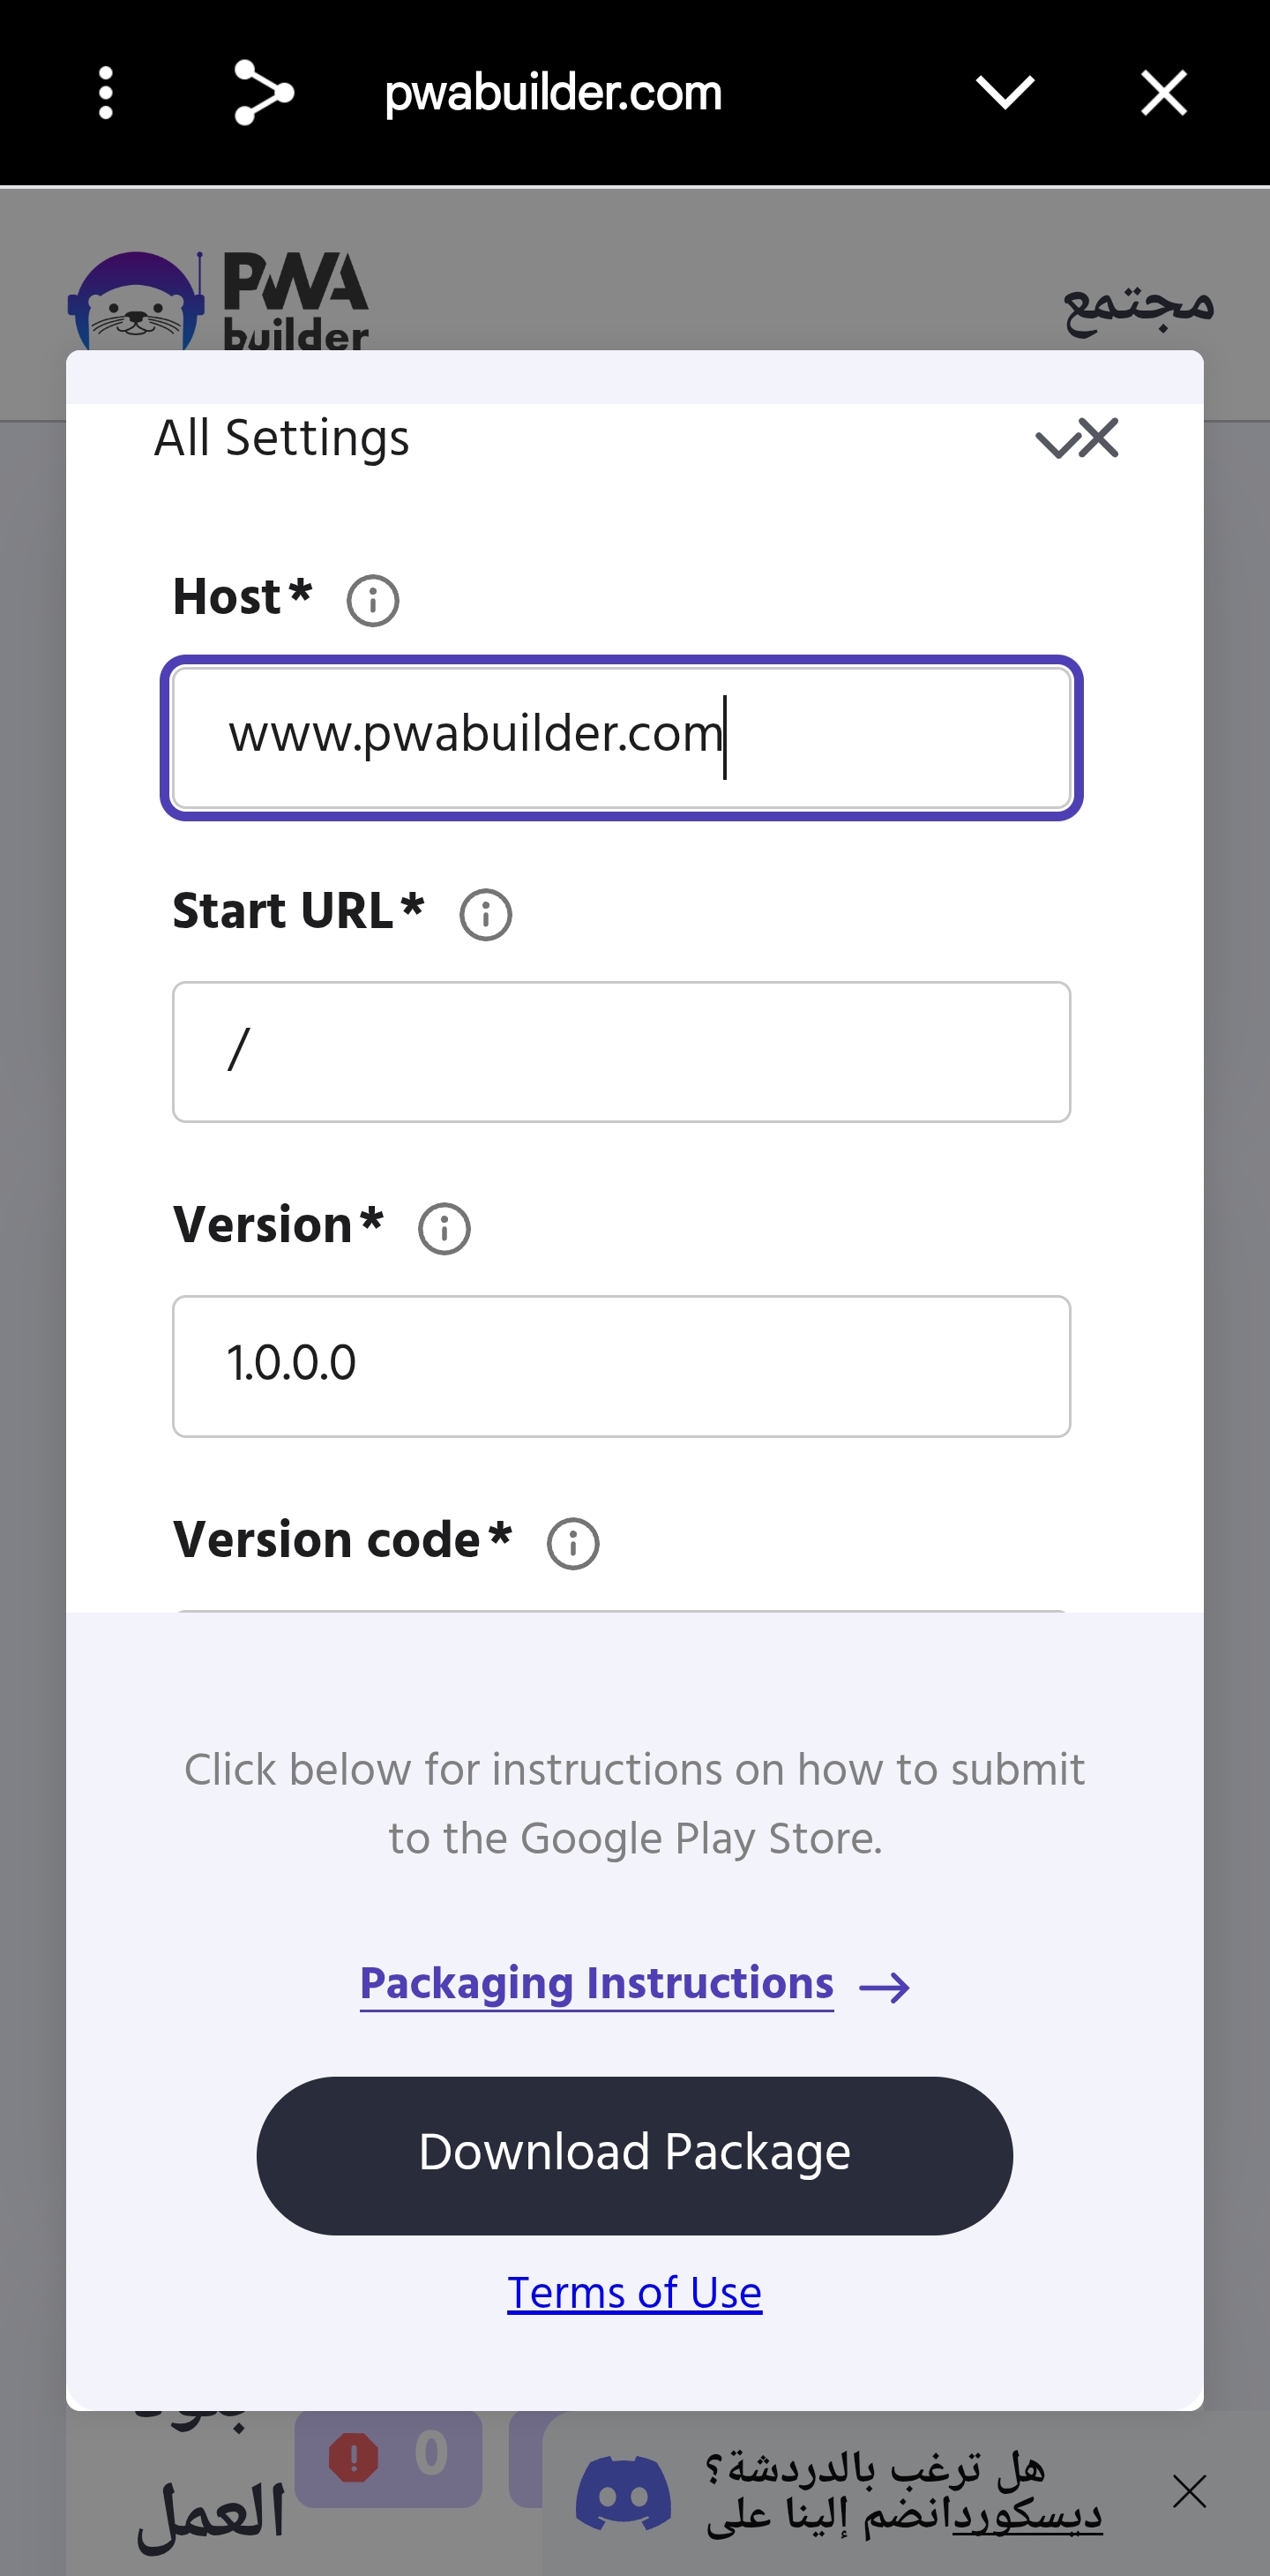 pwabuilder.com
PWA
builder
مجتمع
All Settings
Host*
www.pwabuilder.com
Start URL*
/
Version*
1.0.0.0
Version code*
Click below for instructions on how to submit
to the Google Play Store.
Packaging Instructions
Download Package
Terms of Use
0
العمل
هل ترغب بالدردشة؟
ديسكوردانضم إلينا على